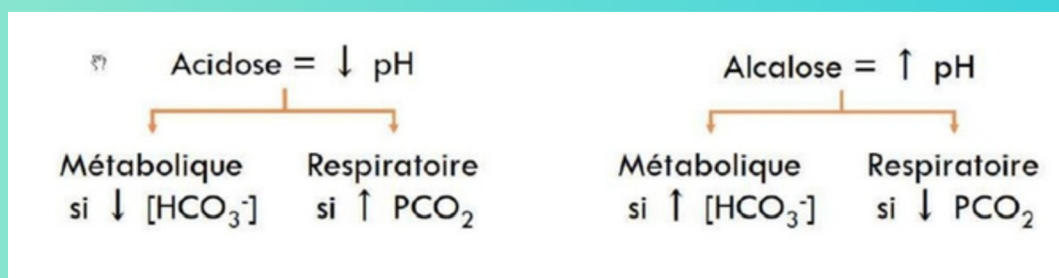 Acidose = ↓ pH
Métabolique
si ↓ [HCO₃⁻]
Respiratoire
si ↑ PCO₂
Alcalose = ↑ pH
Métabolique
si ↑ [HCO₃⁻]
Respiratoire
si ↓ PCO₂